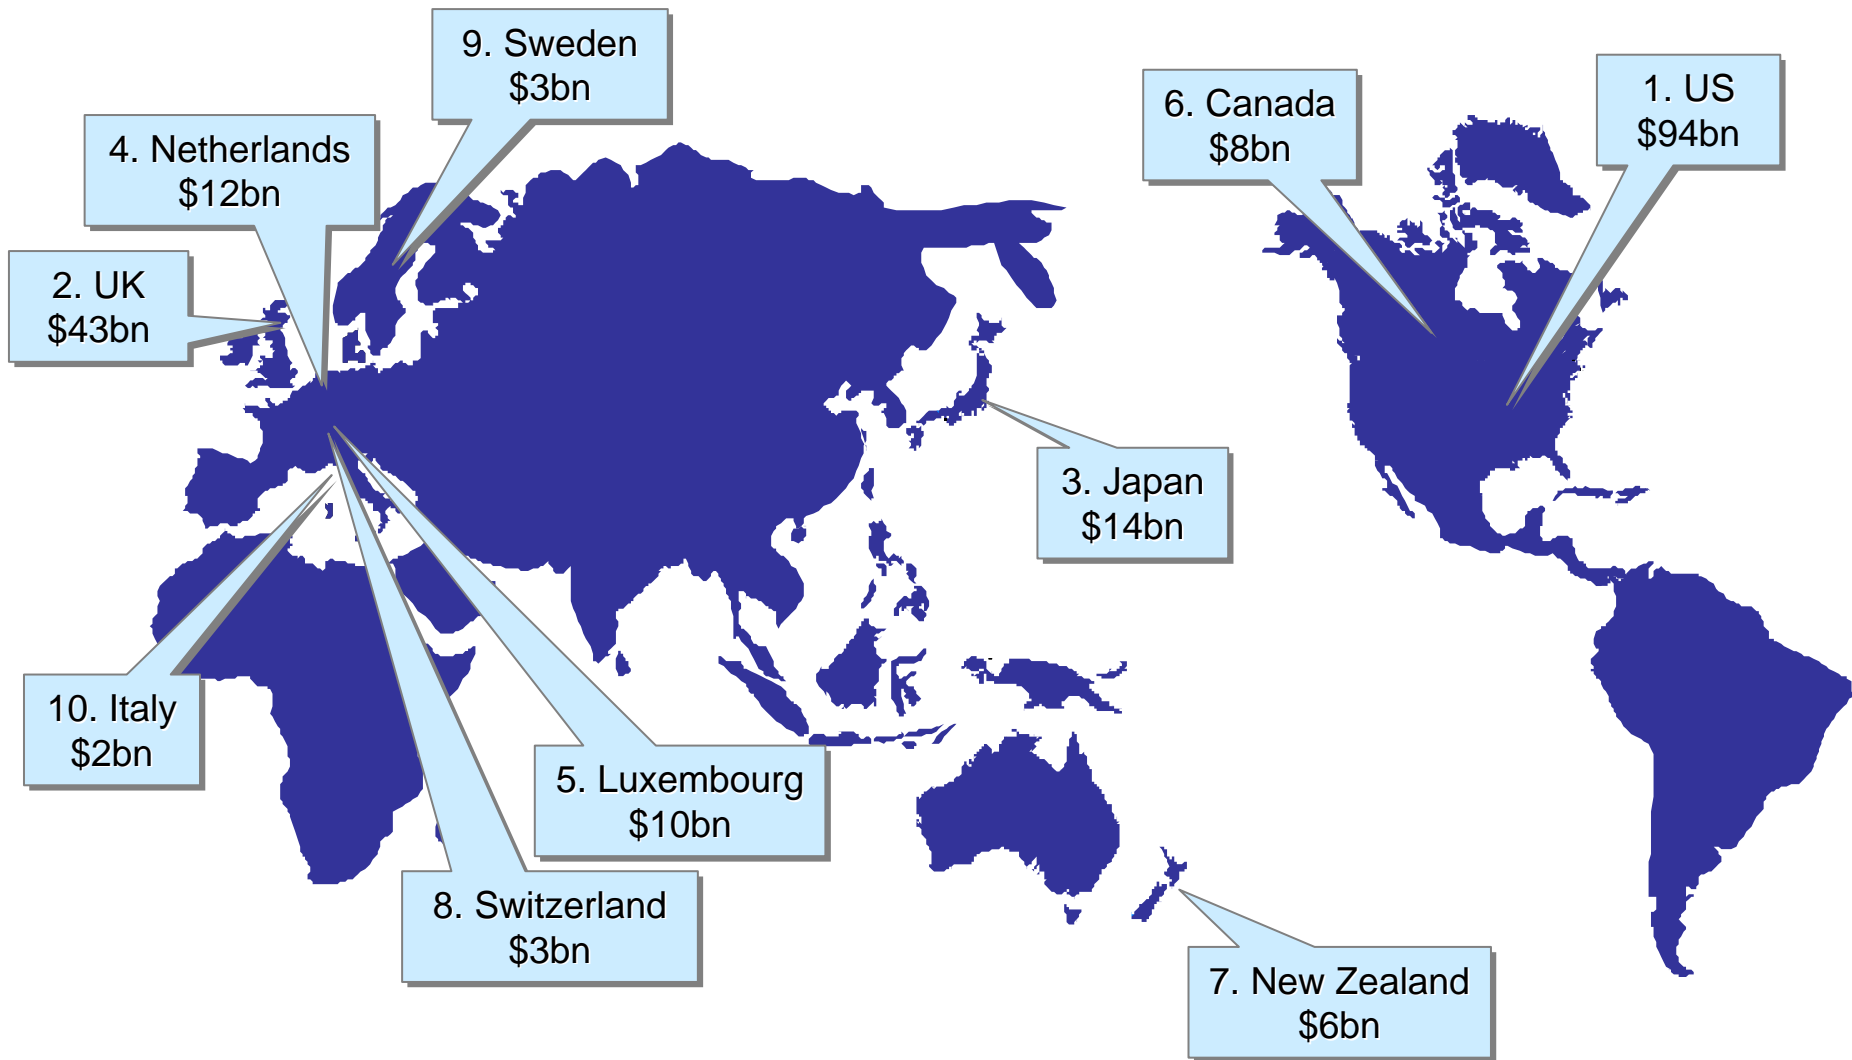 9. Sweden
$3bn
4. Netherlands
$12bn
2. UK
$43bn
6. Canada
$8bn
1. US
$94bn
3. Japan
$14bn
10. Italy
$2bn
5. Luxembourg
$10bn
8. Switzerland
$3bn
7. New Zealand
$6bn